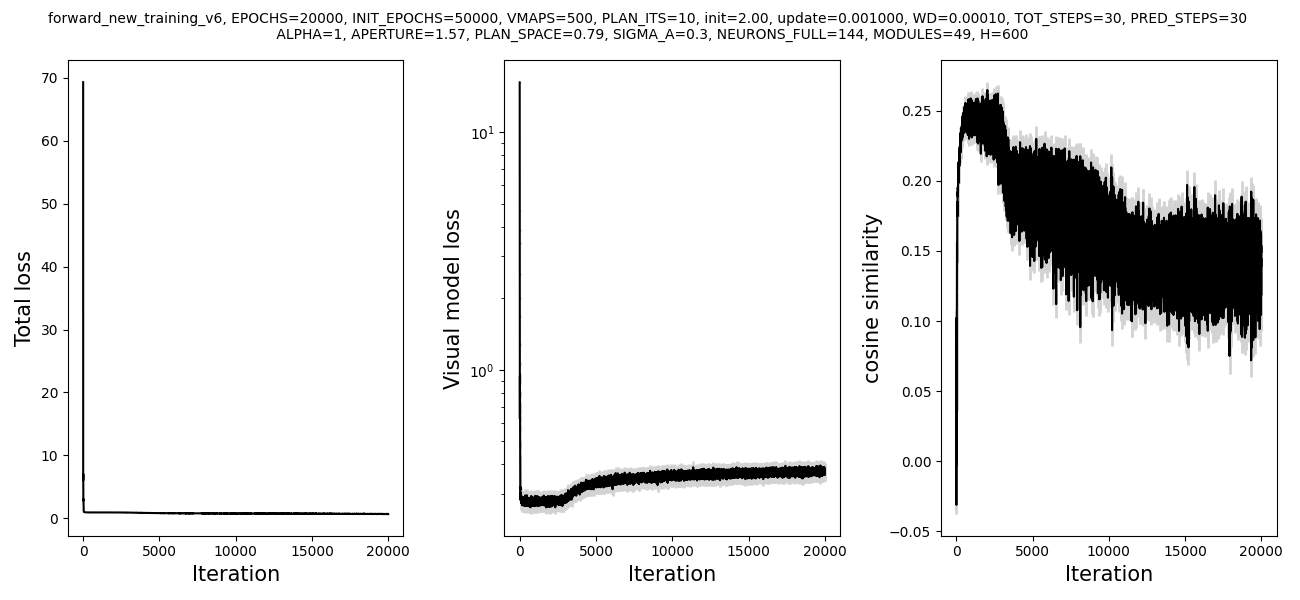 forward_new_training_v6, EPOCHS=20000, INIT_EPOCHS=50000, VMAPS=500, PLAN_ITS=10, init=2.00, update=0.001000, WD=0.00010, TOT_STEPS=30, PRED_STEPS=30
ALPHA=1, APERTURE=1.57, PLAN_SPACE=0.79, SIGMA_A=0.3, NEURONS_FULL=144, MODULES=49, H=600
Total loss
70
60
50
40
30
20
10
0
0 5000 10000 15000 20000
Iteration
Visual model loss
10^1
10^0
0 5000 10000 15000 20000
Iteration
cosine similarity
0.25
0.20
0.15
0.10
0.05
0.00
−0.05
0 5000 10000 15000 20000
Iteration